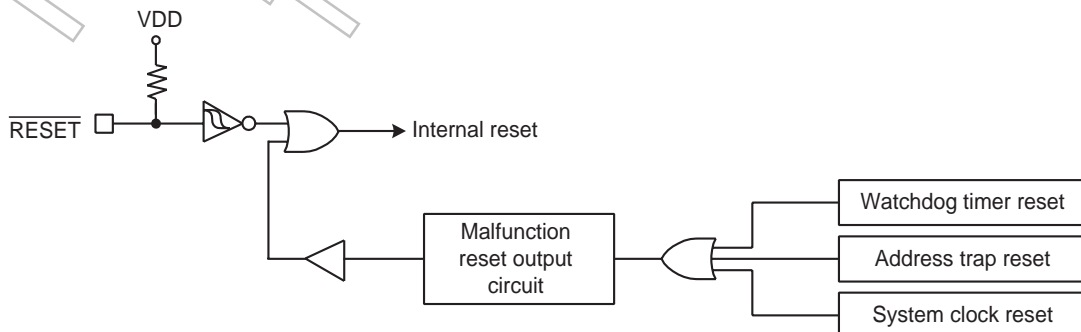 VDD
RESET
Internal reset
Watchdog timer reset
Malfunction
reset output
circuit
Address trap reset
System clock reset